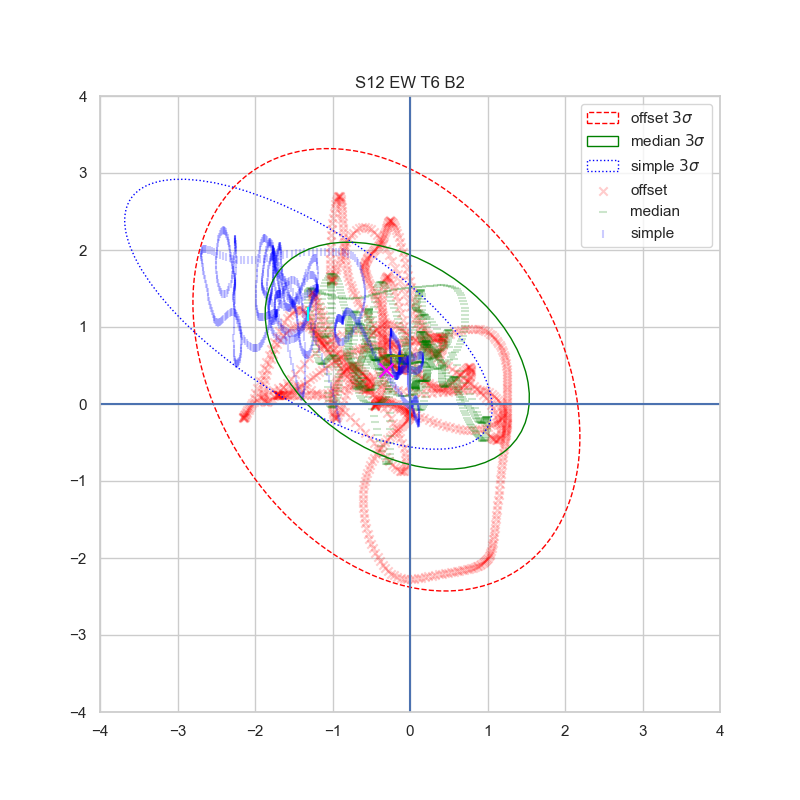 S12 EW T6 B2
offset 3σ
median 3σ
simple 3σ
offset
median
simple
4
3
2
1
0
−1
−2
−3
−4
−4 −3 −2 −1 0 1 2 3 4